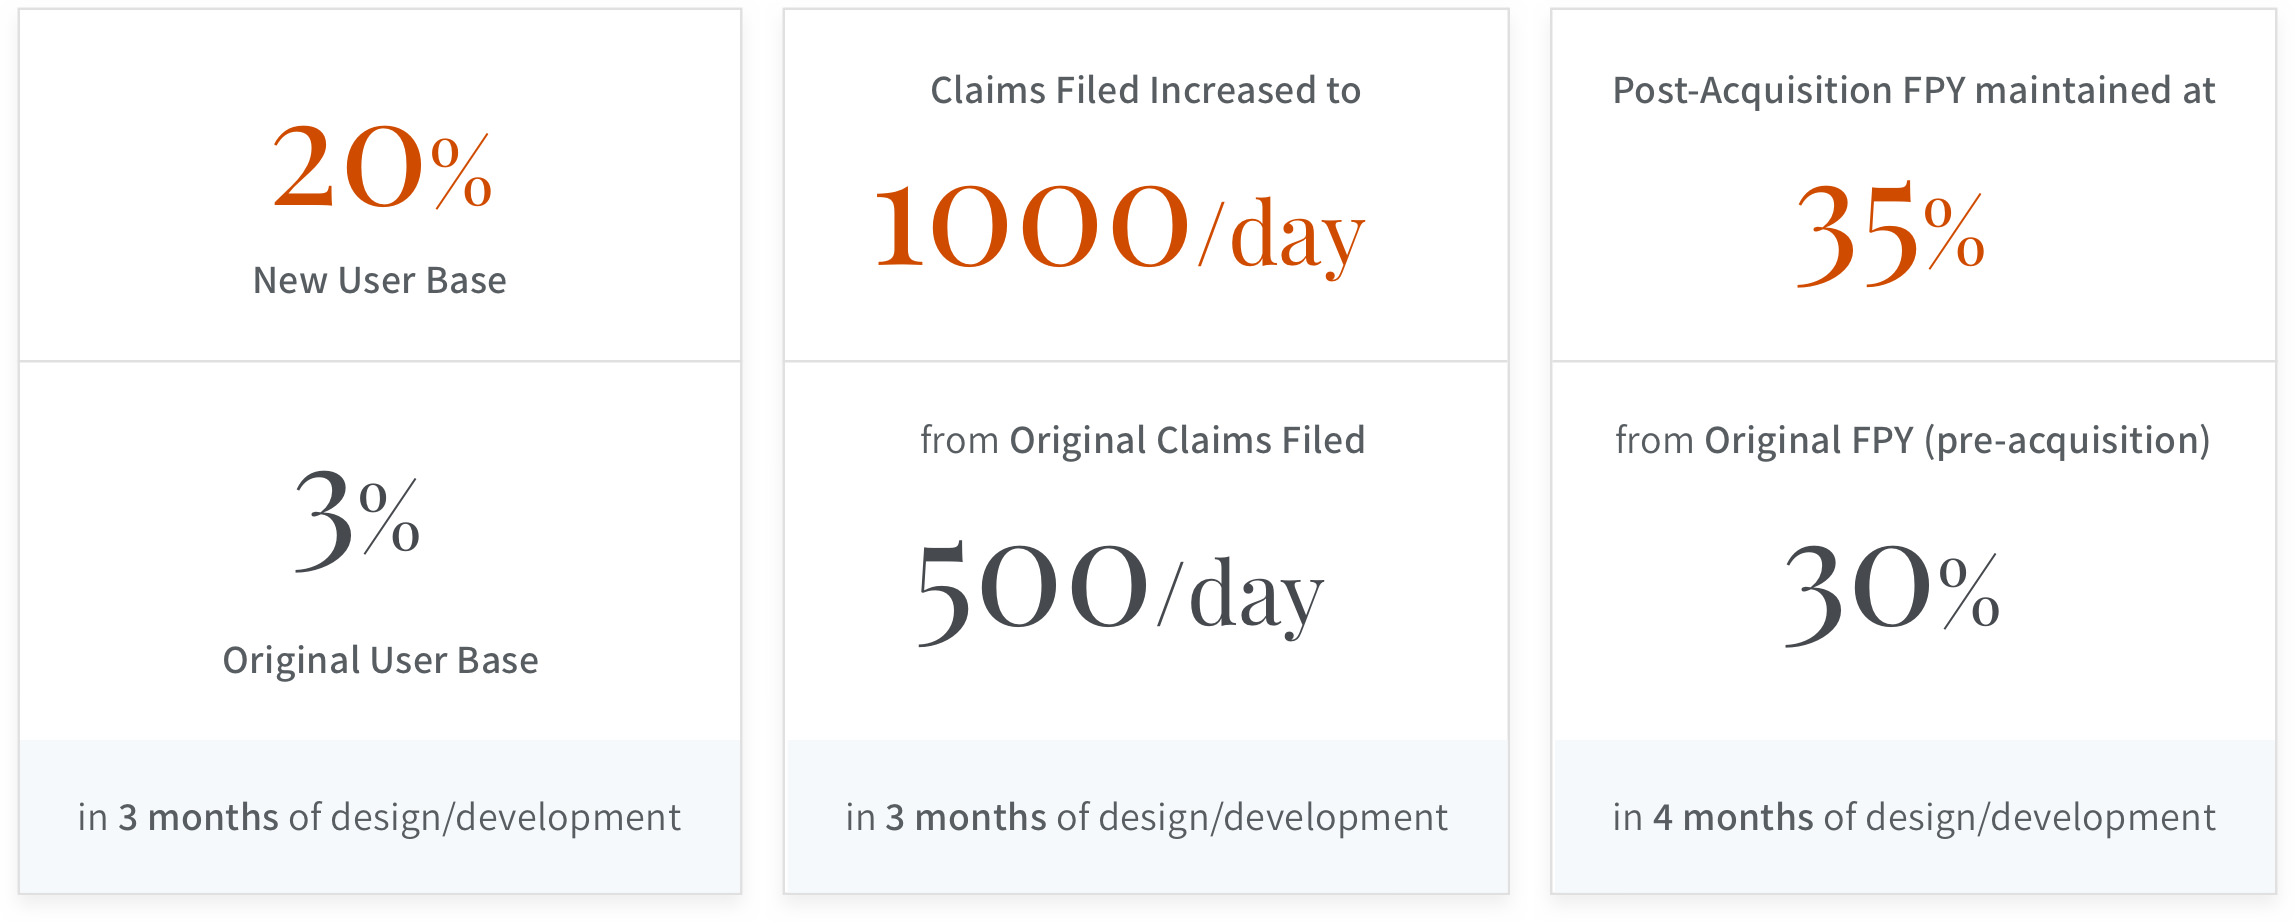 20%
New User Base
3%
Original User Base
in 3 months of design/development
Claims Filed Increased to
1000/day
from Original Claims Filed
500/day
in 3 months of design/development
Post-Acquisition FPY maintained at
35%
from Original FPY (pre-acquisition)
30%
in 4 months of design/development